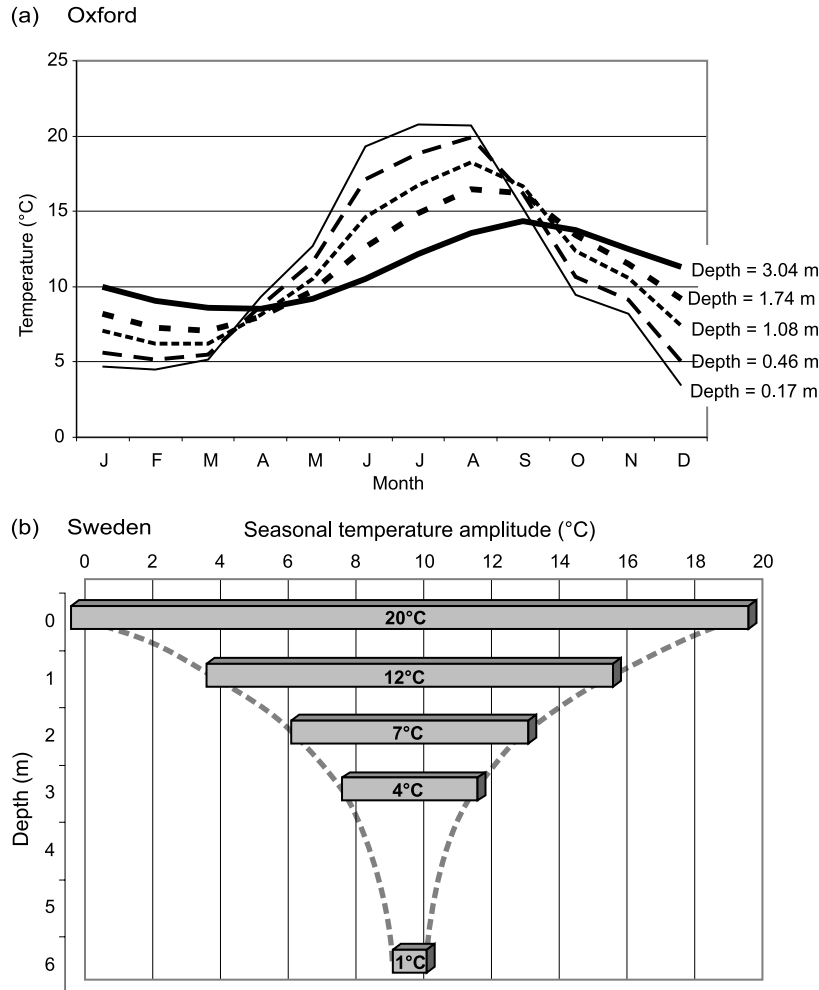 (a) Oxford
25
20
15
10
5
0
Temperature (°C)
Depth = 3.04 m
Depth = 1.74 m
Depth = 1.08 m
Depth = 0.46 m
Depth = 0.17 m
J F M A M J J A S O N D
Month
(b) Sweden
Seasonal temperature amplitude (°C)
0 2 4 6 8 10 12 14 16 18 20
Depth (m)
0
20°C
1
12°C
2
7°C
3
4°C
4
5
6
1°C